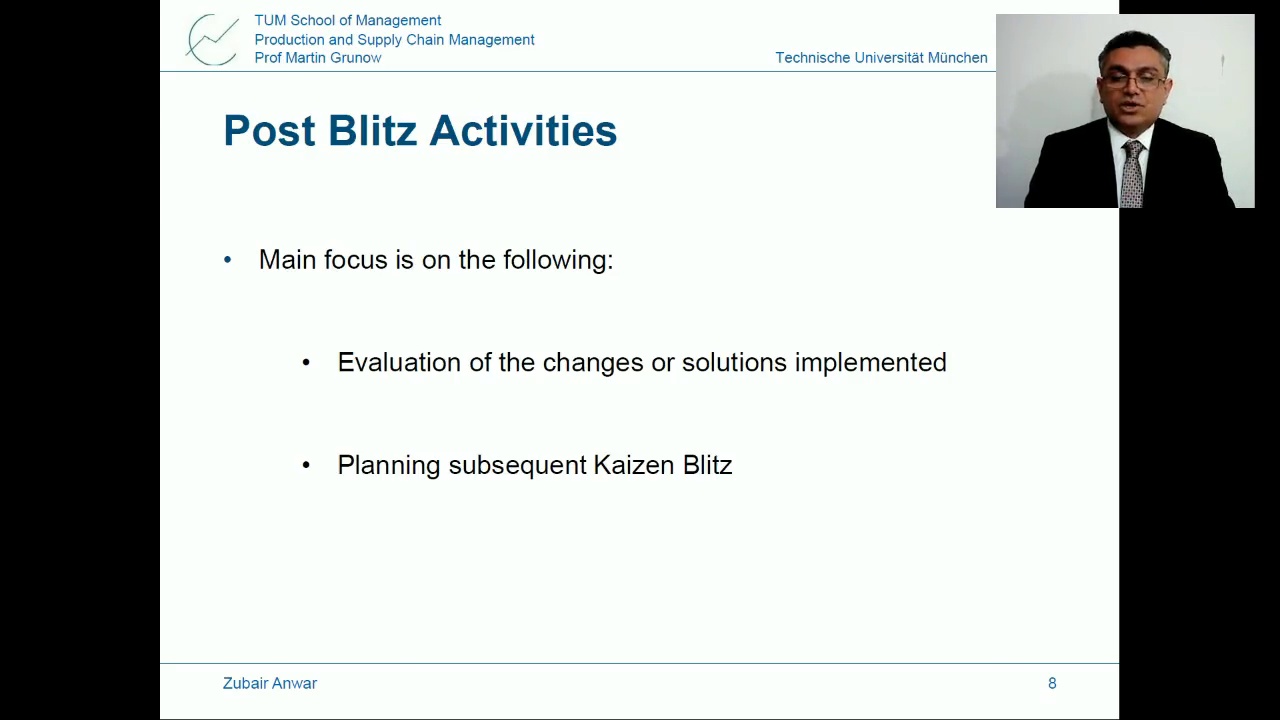 TUM School of Management
Production and Supply Chain Management
Prof Martin Grunow
Technische Universität München
Post Blitz Activities
• Main focus is on the following:
• Evaluation of the changes or solutions implemented
• Planning subsequent Kaizen Blitz
Zubair Anwar
8